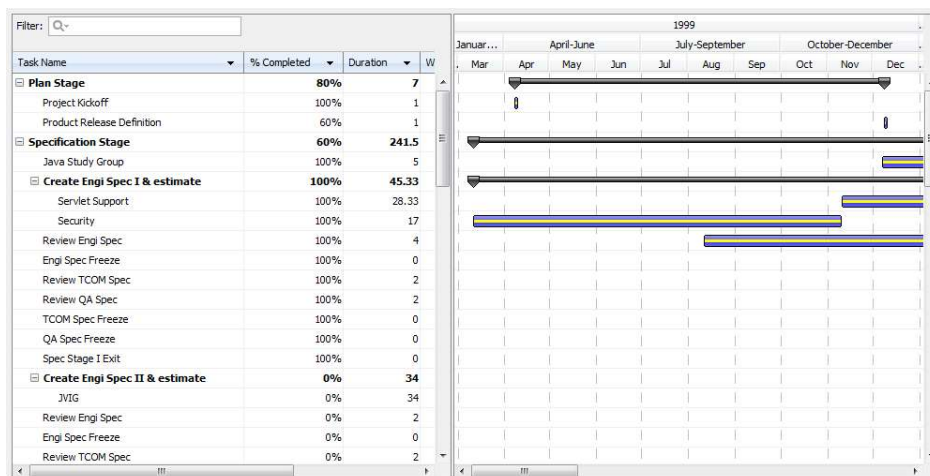 Filter:
1999
Januar... April-June July-September October-December
Task Name % Completed Duration W
. Mar Apr May Jun Jul Aug Sep Oct Nov Dec
Plan Stage 80% 7
Project Kickoff 100% 1
Product Release Definition 60% 1
Specification Stage 60% 241.5
Java Study Group 100% 5
Create Engi Spec I & estimate 100% 45.33
Servlet Support 100% 28.33
Security 100% 17
Review Engi Spec 100% 4
Engi Spec Freeze 100% 0
Review TCOM Spec 100% 2
Review QA Spec 100% 2
TCOM Spec Freeze 100% 0
QA Spec Freeze 100% 0
Spec Stage I Exit 100% 0
Create Engi Spec II & estimate 0% 34
JVIG 0% 34
Review Engi Spec 0% 2
Engi Spec Freeze 0% 0
Review TCOM Spec 0% 2